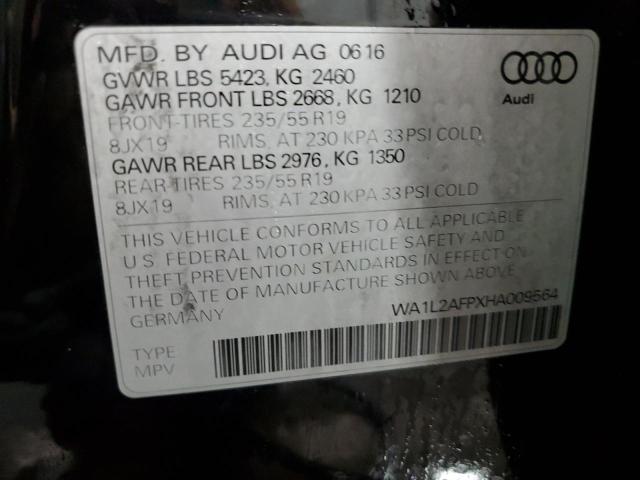 MFD. BY AUDI AG 06 16
GVWR LBS 5423, KG 2460
GAWR FRONT LBS 2668, KG 1210
FRONT-TIRES 235/55 R19
8JX19 RIMS, AT 230 KPA 33 PSI COLD
GAWR REAR LBS 2976, KG 1350
REAR-TIRES 235/55 R19
8JX19 RIMS, AT 230 KPA 33 PSI COLD
Audi
THIS VEHICLE CONFORMS TO ALL APPLICABLE
U.S. FEDERAL MOTOR VEHICLE SAFETY AND
THEFT PREVENTION STANDARDS IN EFFECT ON
THE DATE OF MANUFACTURE SHOWN ABOVE
GERMANY WA1L2AFPXHA009564
TYPE
MPV